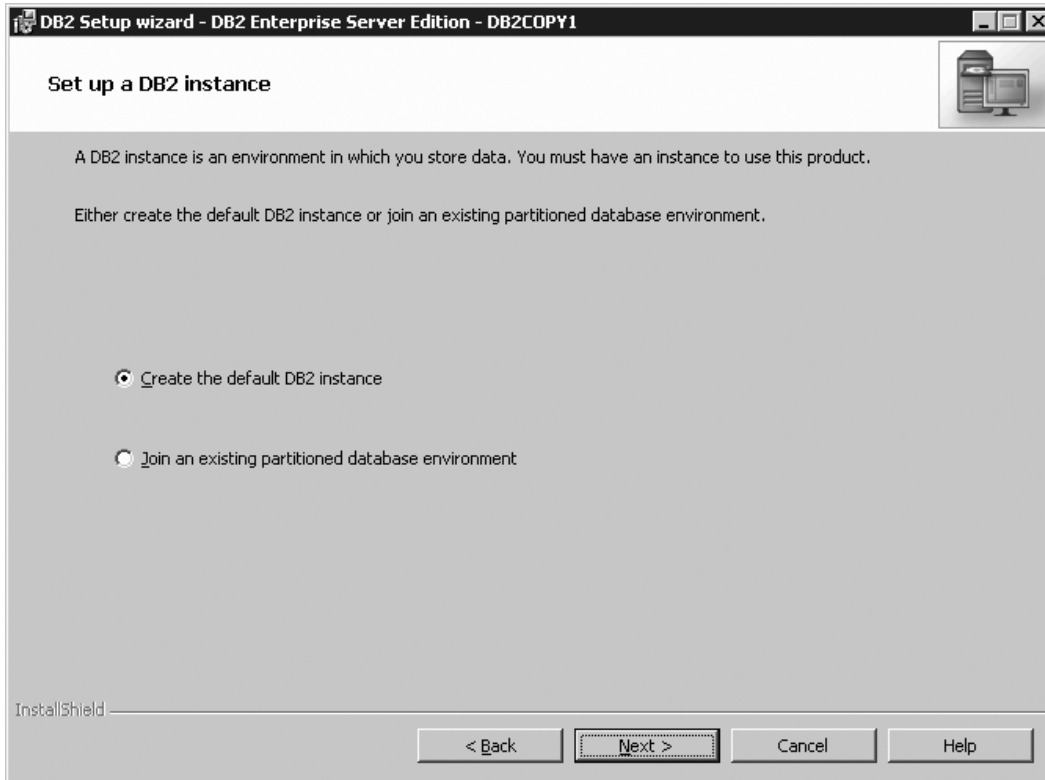 DB2 Setup wizard - DB2 Enterprise Server Edition - DB2COPY1
Set up a DB2 instance
A DB2 instance is an environment in which you store data. You must have an instance to use this product.
Either create the default DB2 instance or join an existing partitioned database environment.
Create the default DB2 instance
Join an existing partitioned database environment
InstallShield
< Back
Next >
Cancel
Help